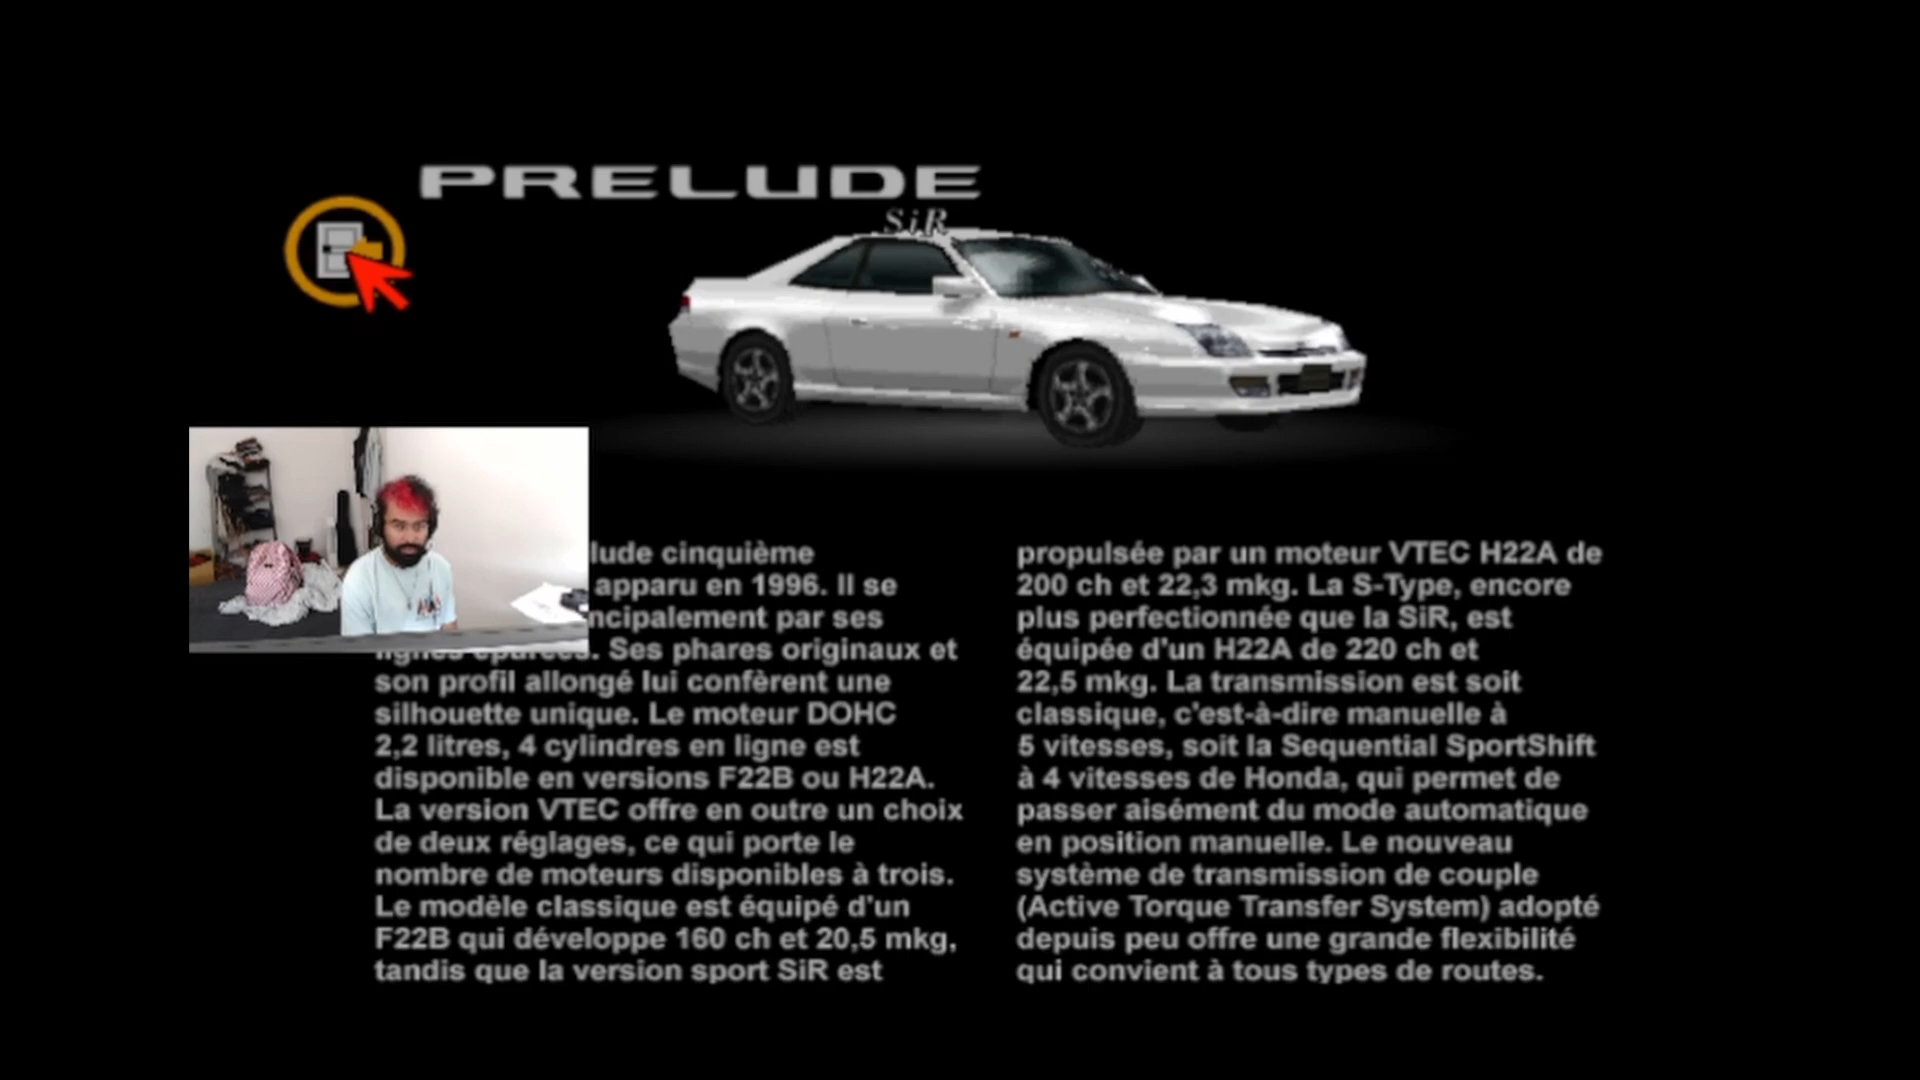 PRELUDE
SiR
lude cinquième
apparu en 1996. Il se
ncipalement par ses
lignes épurées. Ses phares originaux et
son profil allongé lui confèrent une
silhouette unique. Le moteur DOHC
2,2 litres, 4 cylindres en ligne est
disponible en versions F22B ou H22A.
La version VTEC offre en outre un choix
de deux réglages, ce qui porte le
nombre de moteurs disponibles à trois.
Le modèle classique est équipé d'un
F22B qui développe 160 ch et 20,5 mkg,
tandis que la version sport SiR est
propulsée par un moteur VTEC H22A de
200 ch et 22,3 mkg. La S-Type, encore
plus perfectionnée que la SiR, est
équipée d'un H22A de 220 ch et
22,5 mkg. La transmission est soit
classique, c'est-à-dire manuelle à
5 vitesses, soit la Sequential SportShift
à 4 vitesses de Honda, qui permet de
passer aisément du mode automatique
en position manuelle. Le nouveau
système de transmission de couple
(Active Torque Transfer System) adopté
depuis peu offre une grande flexibilité
qui convient à tous types de routes.